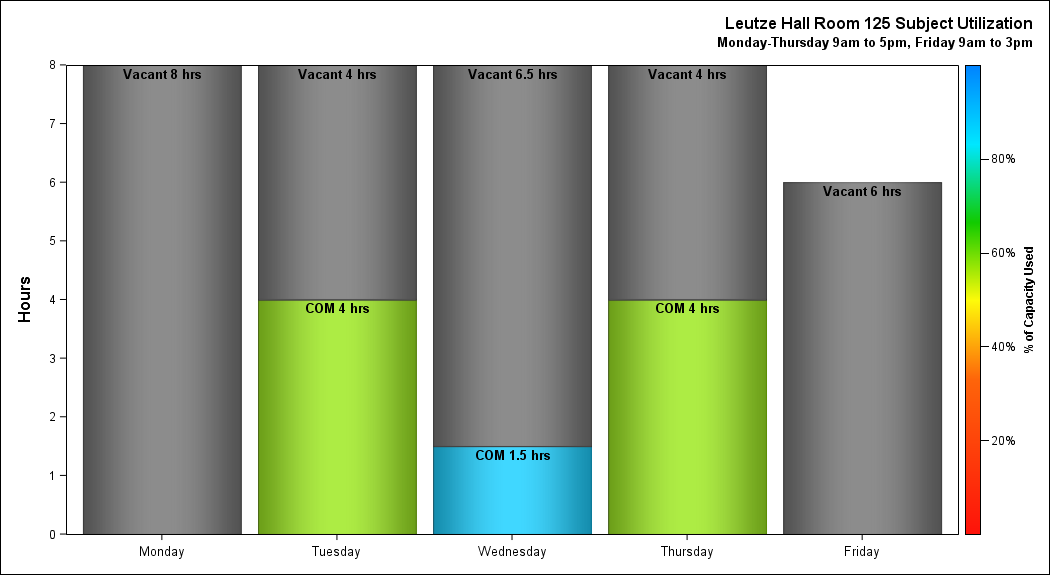 Leutze Hall Room 125 Subject Utilization
Monday-Thursday 9am to 5pm, Friday 9am to 3pm
Hours
8
7
6
5
4
3
2
1
0
Vacant 8 hrs
Vacant 4 hrs
Vacant 6.5 hrs
Vacant 4 hrs
Vacant 6 hrs
COM 4 hrs
COM 4 hrs
COM 1.5 hrs
Monday
Tuesday
Wednesday
Thursday
Friday
80%
60%
40%
20%
% of Capacity Used